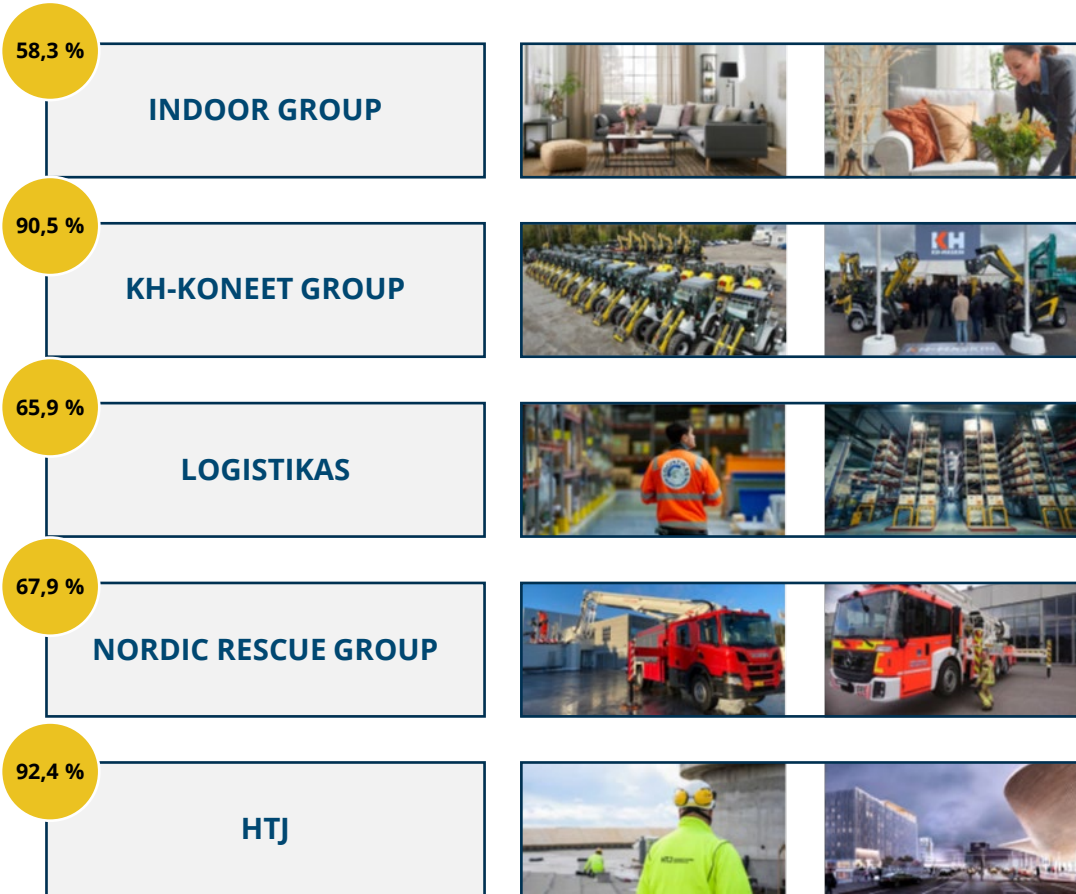 58,3 %
INDOOR GROUP
90,5 %
KH-KONEET GROUP
KH
65,9 %
LOGISTIKAS
67,9 %
NORDIC RESCUE GROUP
92,4 %
HTJ